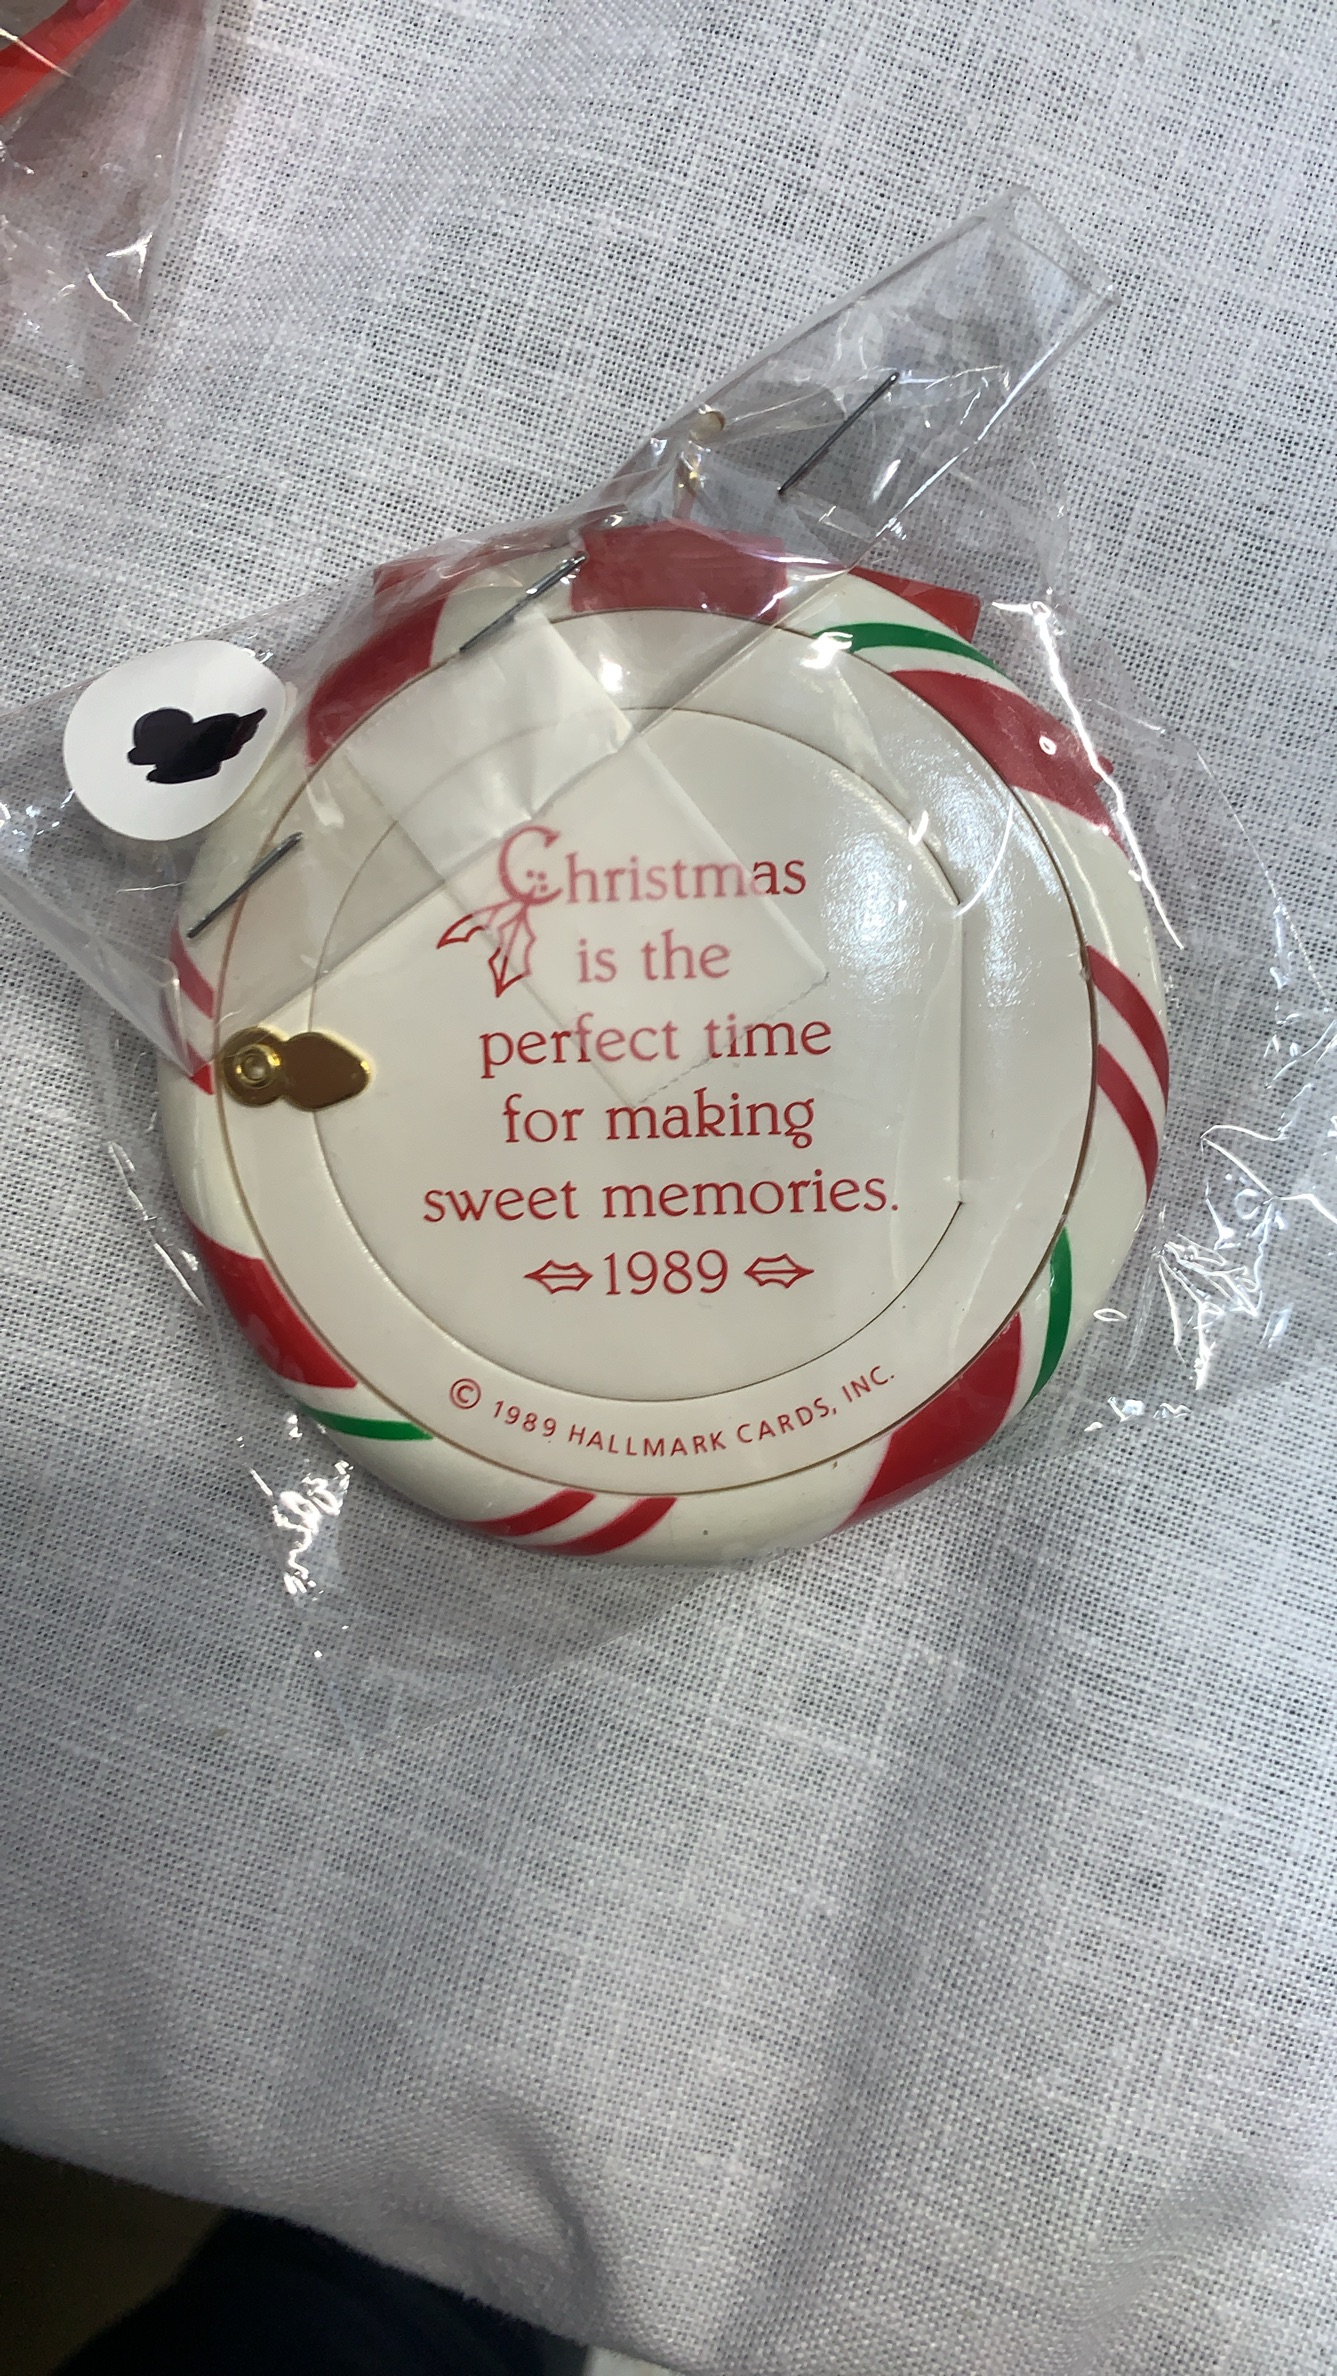 Christmas
is the
perfect time
for making
sweet memories.
1989
© 1989 HALLMARK CARDS, INC.